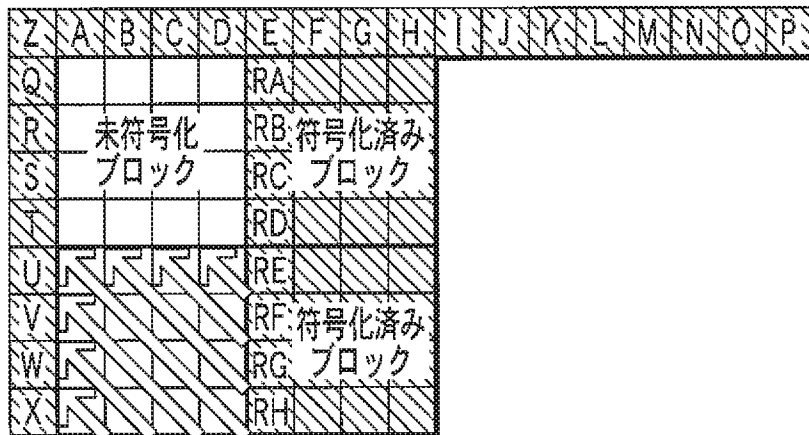 Z A B C D E F G H I J K L M N O P
Q RA
R 未符号化 RB 符号化済み
S ブロック RC ブロック
T RD
U RE
V RF 符号化済み
W RG ブロック
X RH